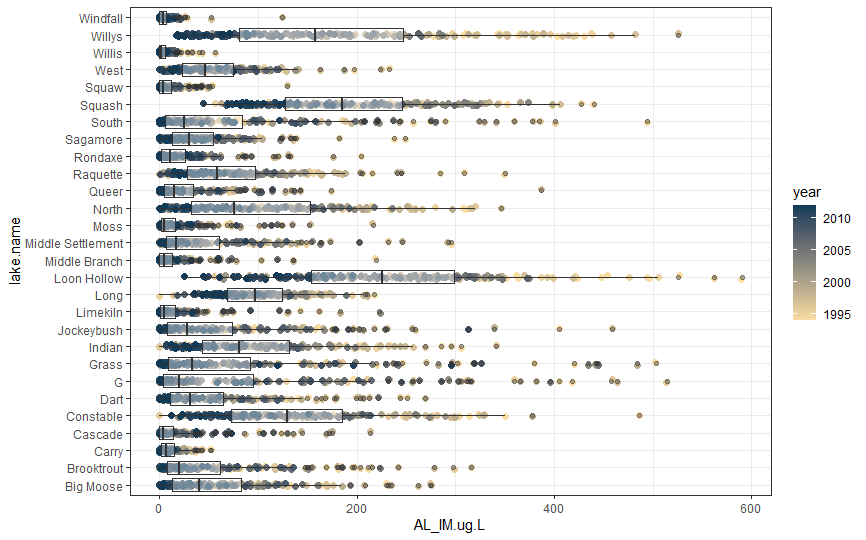 Windfall
Willys
Willis
West
Squaw
Squash
South
Sagamore
Rondaxe
Raquette
Queer
North
Moss
Middle Settlement
Middle Branch
Loon Hollow
Long
Limekiln
Jockeybush
Indian
Grass
G
Dart
Constable
Cascade
Carry
Brooktrout
Big Moose
lake.name
0 200 400 600
AL_IM.ug.L
year
2010
2005
2000
1995